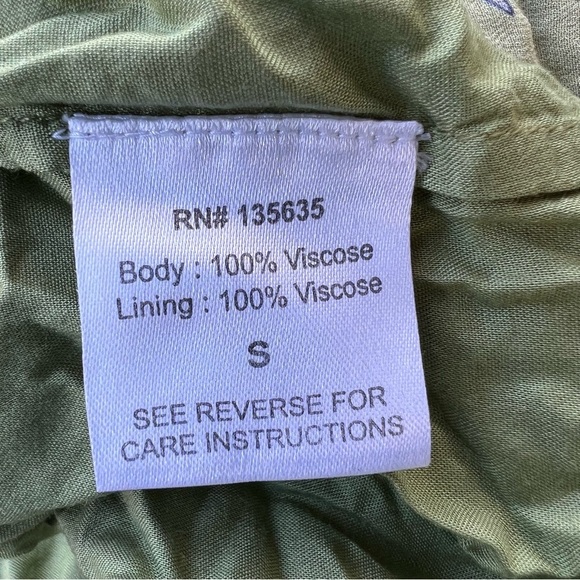 RN# 135635
Body : 100% Viscose
Lining : 100% Viscose
S
SEE REVERSE FOR
CARE INSTRUCTIONS